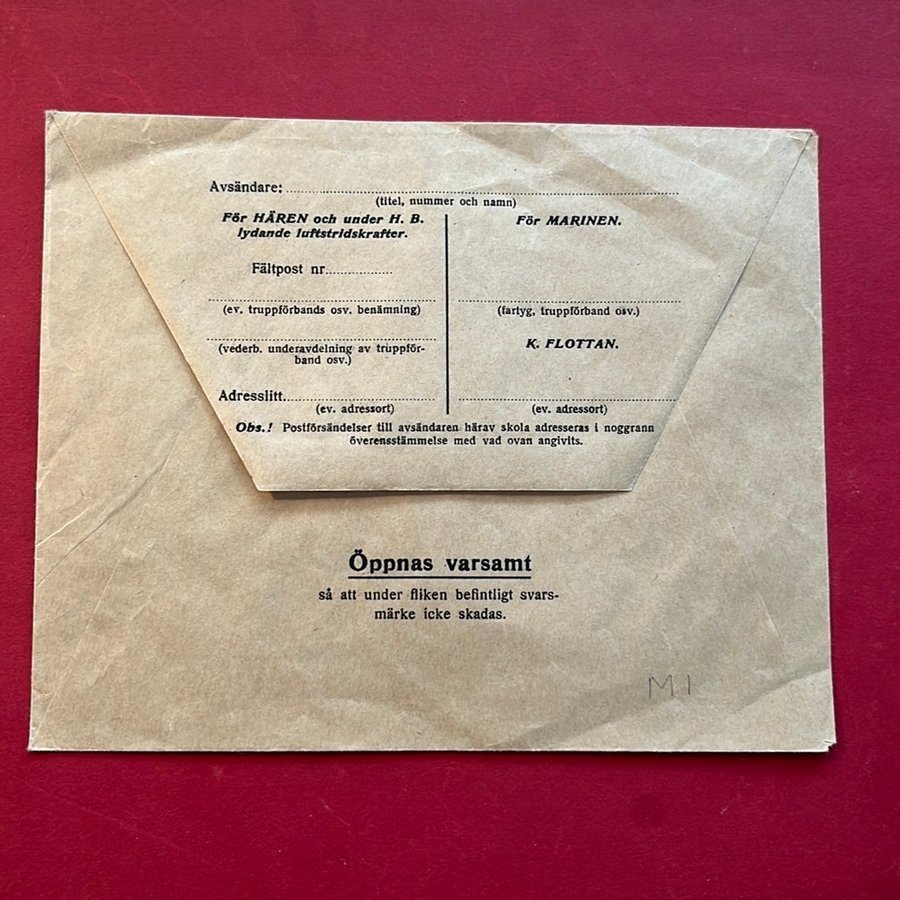 Avsändare:
(titel, nummer och namn)
För HÄREN och under H. B.
lydande luftstridskrafter.
Fältpost nr
(ev. truppförbands osv. benämning)
(vederb. underavdelning av truppför-
band osv.)
Adresslitt.
(ev. adressort)
För MARINEN.
(fartyg, truppförband osv.)
K. FLOTTAN.
(ev. adressort)
Obs.! Postförsändelser till avsändaren härav skola adresseras i noggrann
överensstämmelse med vad ovan angivits.
Öppnas varsamt
så att under fliken befintligt svars-
märke icke skadas.
M1